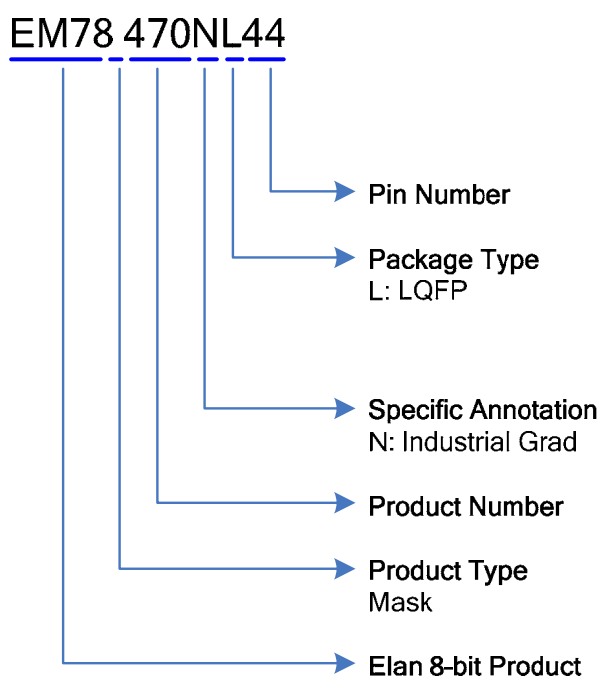 EM78 470NL44
Pin Number
Package Type
L: LQFP
Specific Annotation
N: Industrial Grad
Product Number
Product Type
Mask
Elan 8-bit Product